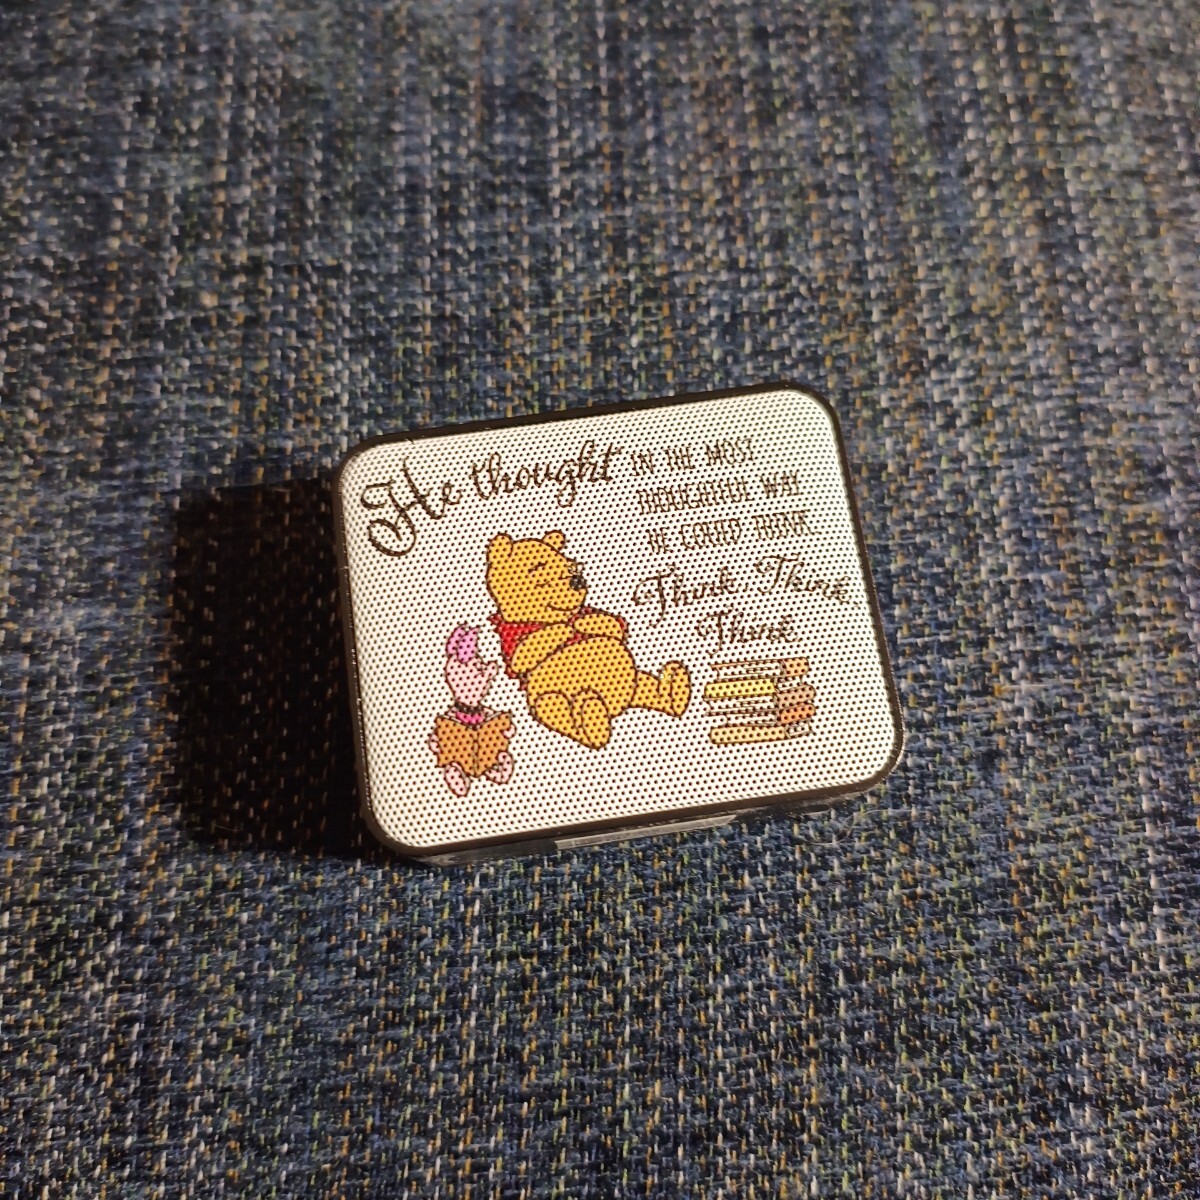 He thought IN THE MOST
THOUGHTFUL WAY
HE COULD THINK
Think, Think,
Think